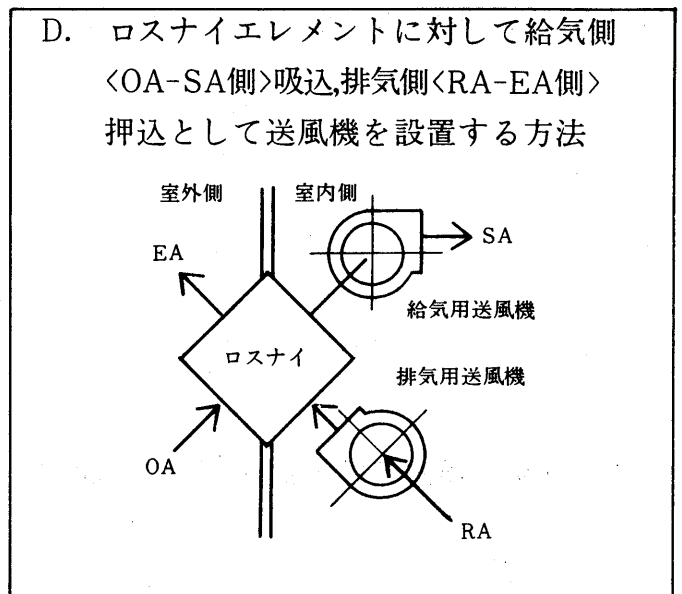 D. ロスナイエレメントに対して給気側
<OA-SA側>吸込,排気側<RA-EA側>
押込として送風機を設置する方法
室外側 室内側
EA
SA
給気用送風機
ロスナイ
排気用送風機
OA
RA